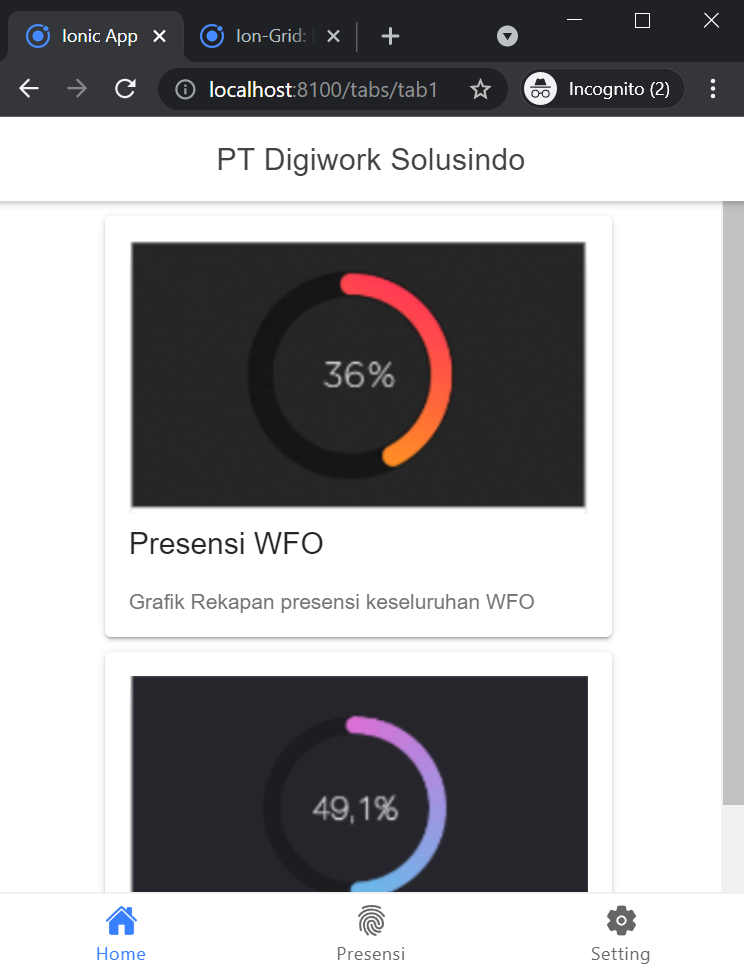 Ionic App
Ion-Grid:
localhost:8100/tabs/tab1
Incognito (2)
PT Digiwork Solusindo
36%
Presensi WFO
Grafik Rekapan presensi keseluruhan WFO
49,1%
Home
Presensi
Setting